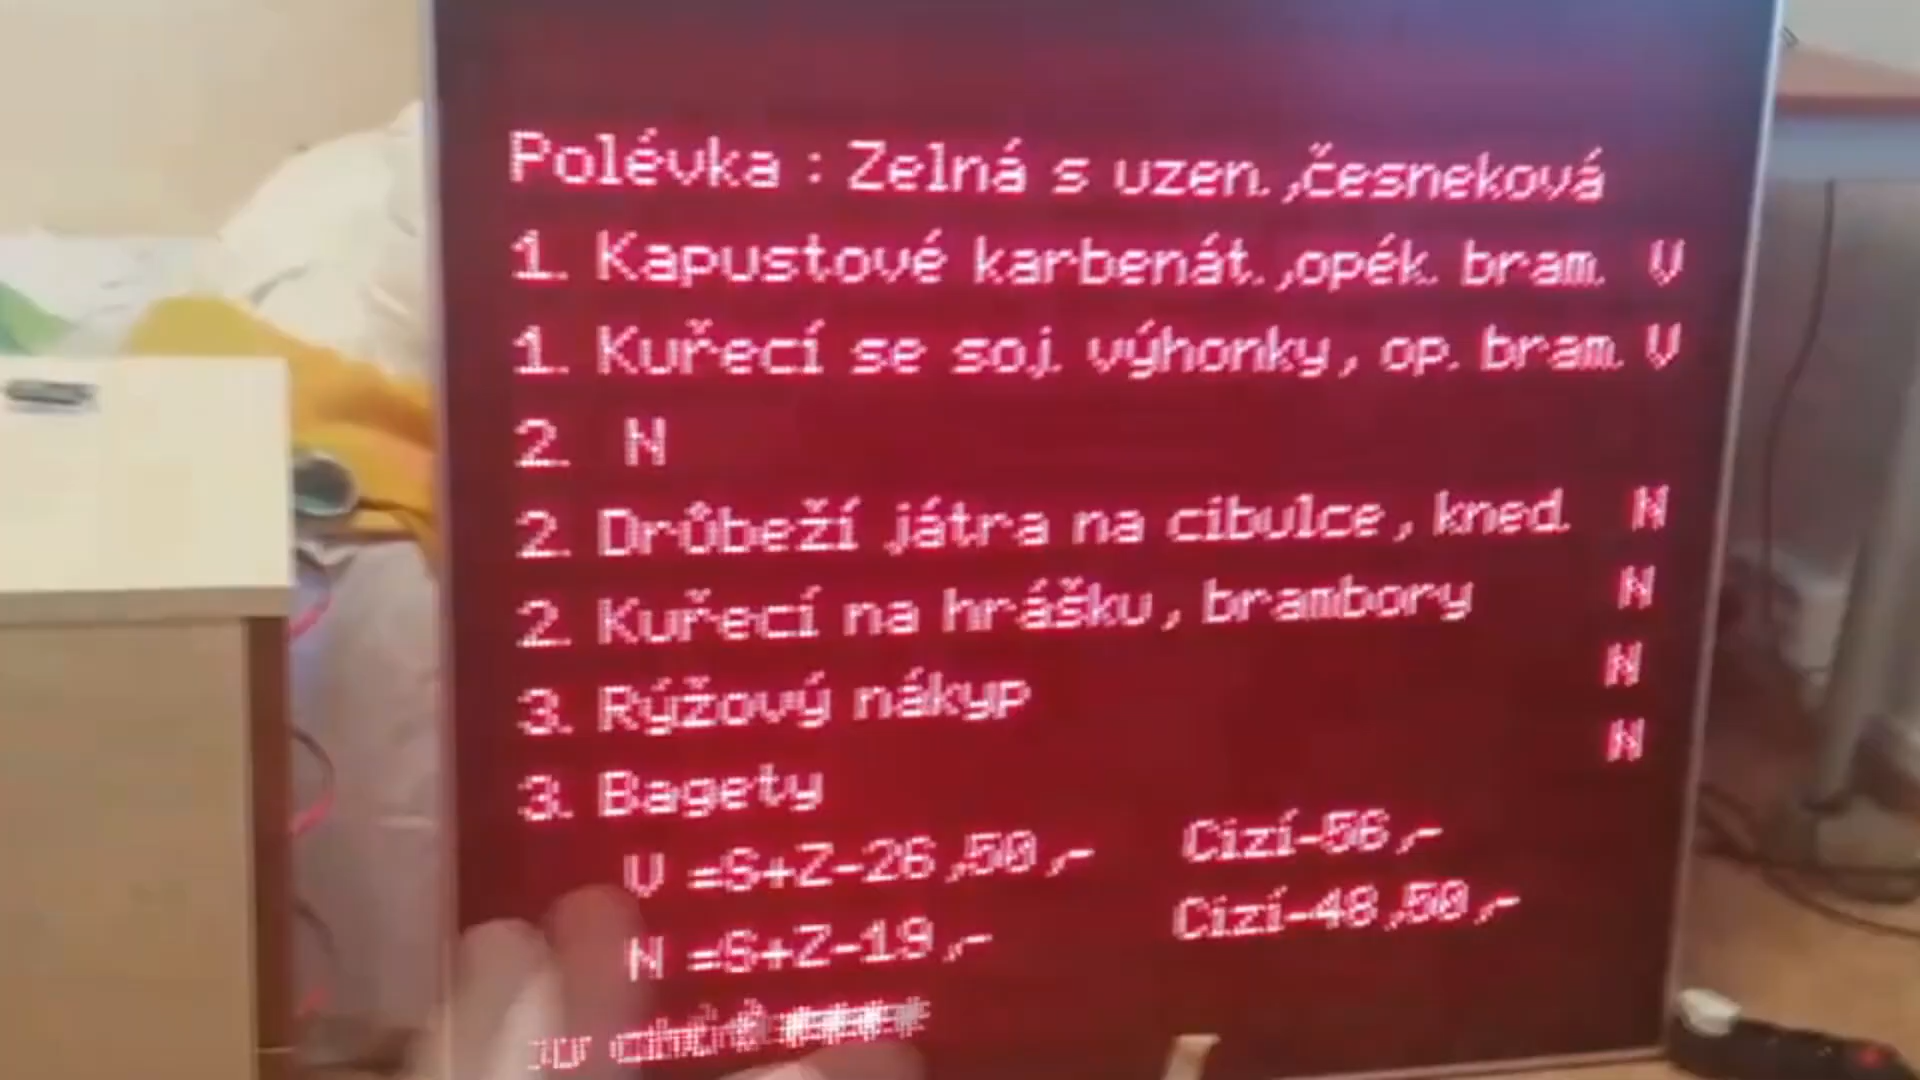 Polévka : Zelná s uzen.,česneková
1. Kapustové karbenát.,opék. bram. V
1. Kuřecí se soj. výhonky, op. bram. V
2. N
2. Drůbeží játra na cibulce, kned. N
2. Kuřecí na hrášku, brambory N
3. Rýžový nákyp N
3. Bagety N
V =S+Z-26,50,- Cizí-56,-
N =S+Z-19,- Cizí-48,50,-